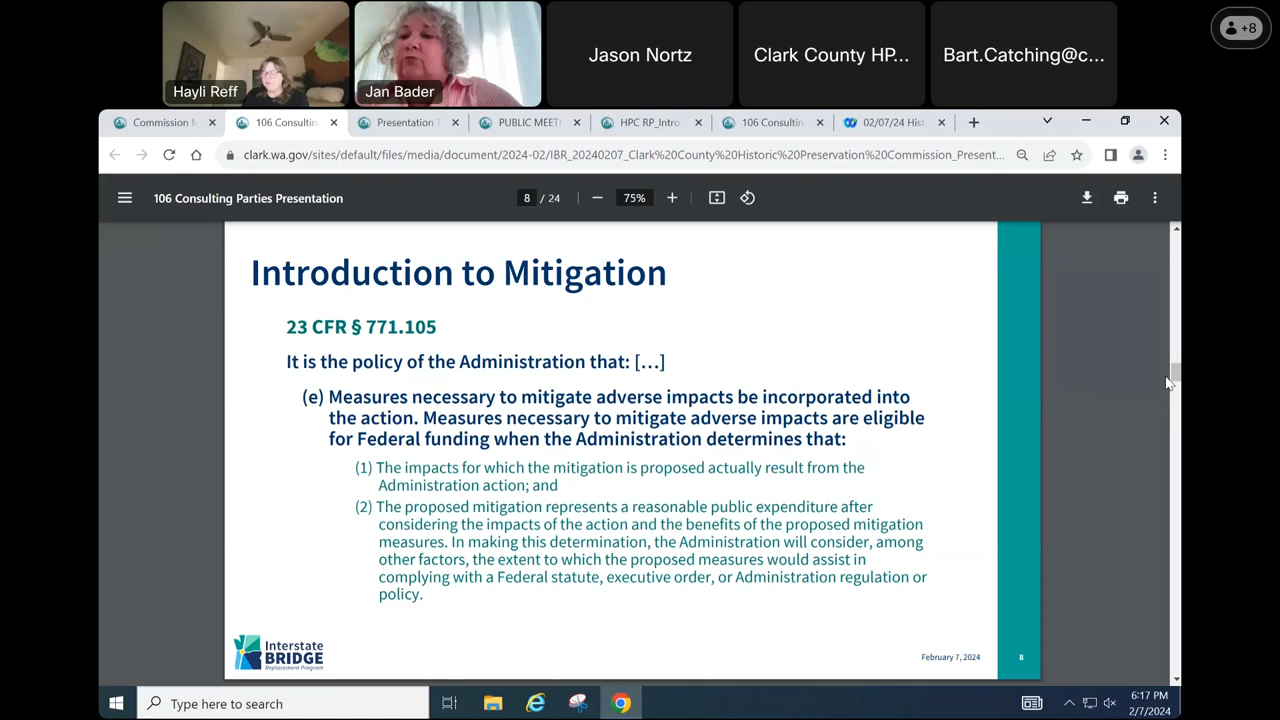 Hayli Reff
Jan Bader
Jason Nortz
Clark County HP...
Bart.Catching@c...
+8
Commission M
106 Consultin
Presentation T
PUBLIC MEET
HPC RP_Intro
106 Consultin
02/07/24 Hist
clark.wa.gov/sites/default/files/media/document/2024-02/IBR_20240207_Clark%20County%20Historic%20Preservation%20Commission_Present...
106 Consulting Parties Presentation
8 / 24
75%
Introduction to Mitigation
23 CFR § 771.105
It is the policy of the Administration that: […]
(e) Measures necessary to mitigate adverse impacts be incorporated into
the action. Measures necessary to mitigate adverse impacts are eligible
for Federal funding when the Administration determines that:
(1) The impacts for which the mitigation is proposed actually result from the
Administration action; and
(2) The proposed mitigation represents a reasonable public expenditure after
considering the impacts of the action and the benefits of the proposed mitigation
measures. In making this determination, the Administration will consider, among
other factors, the extent to which the proposed measures would assist in
complying with a Federal statute, executive order, or Administration regulation or
policy.
Interstate
BRIDGE
Replacement Program
February 7, 2024
8
Type here to search
6:17 PM
2/7/2024